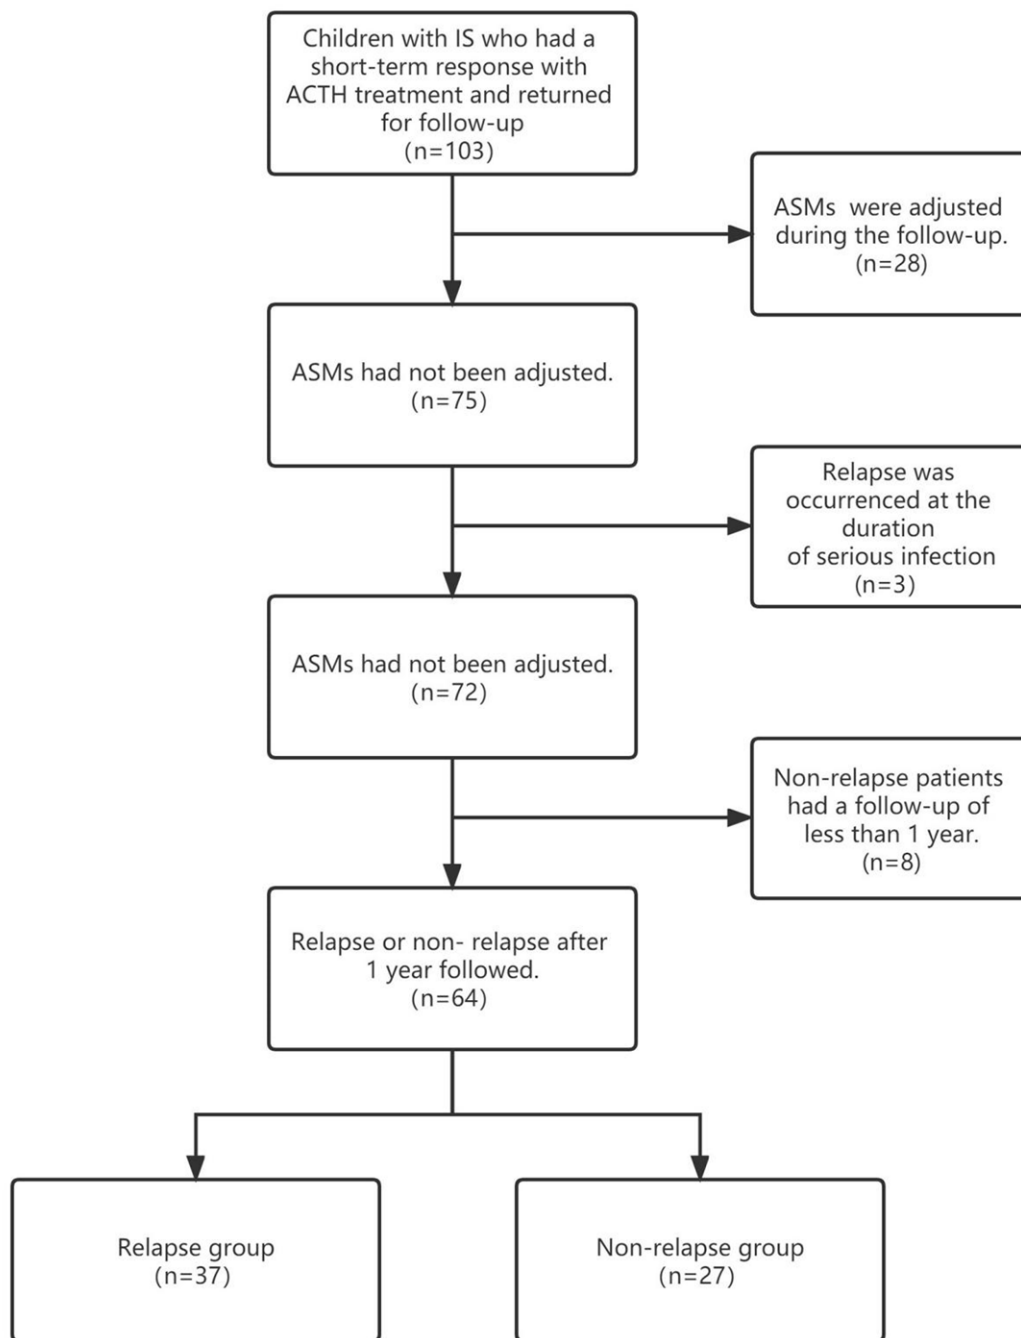 Children with IS who had a
short-term response with
ACTH treatment and returned
for follow-up
(n=103)
ASMs were adjusted
during the follow-up.
(n=28)
ASMs had not been adjusted.
(n=75)
Relapse was
occurrenced at the
duration
of serious infection
(n=3)
ASMs had not been adjusted.
(n=72)
Non-relapse patients
had a follow-up of
less than 1 year.
(n=8)
Relapse or non- relapse after
1 year followed.
(n=64)
Relapse group
(n=37)
Non-relapse group
(n=27)